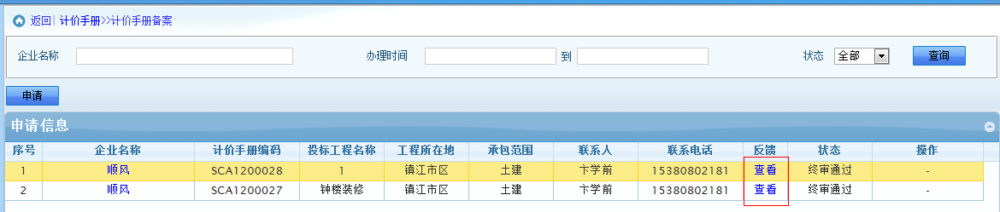 返回| 计价手册>>计价手册备案
企业名称 办理时间 到 状态 全部 查询
申请
申请信息
序号 企业名称 计价手册编码 投标工程名称 工程所在地 承包范围 联系人 联系电话 反馈 状态 操作
1 顺风 SCA1200028 1 镇江市区 土建 卞学前 15380802181 查看 终审通过 -
2 顺风 SCA1200027 钟楼装修 镇江市区 土建 卞学前 15380802181 查看 终审通过 -